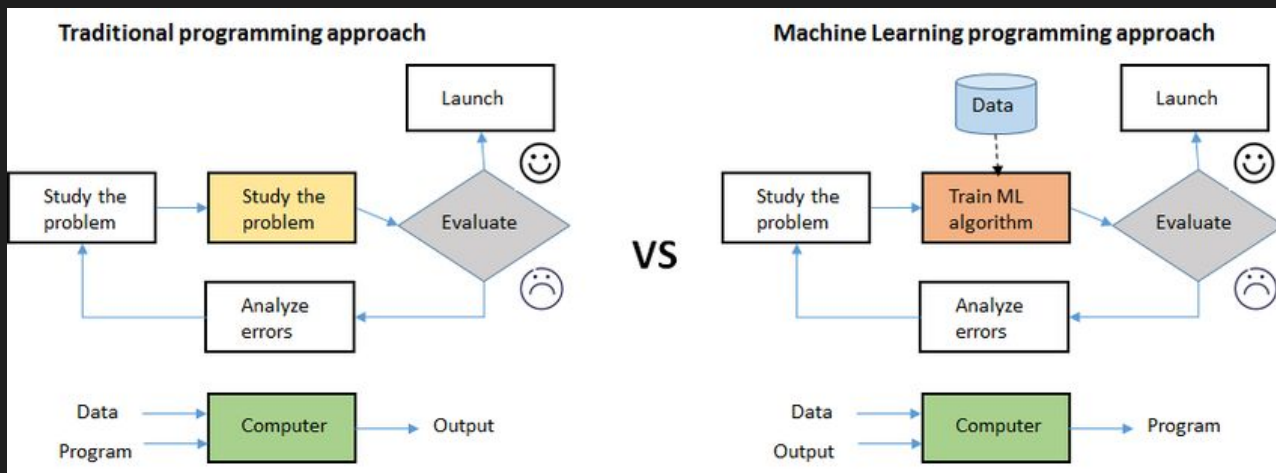 Traditional programming approach
Launch
Study the
problem
Study the
problem
Evaluate
Analyze
errors
Data
Program
Computer
Output
VS
Machine Learning programming approach
Data
Launch
Study the
problem
Train ML
algorithm
Evaluate
Analyze
errors
Data
Output
Computer
Program